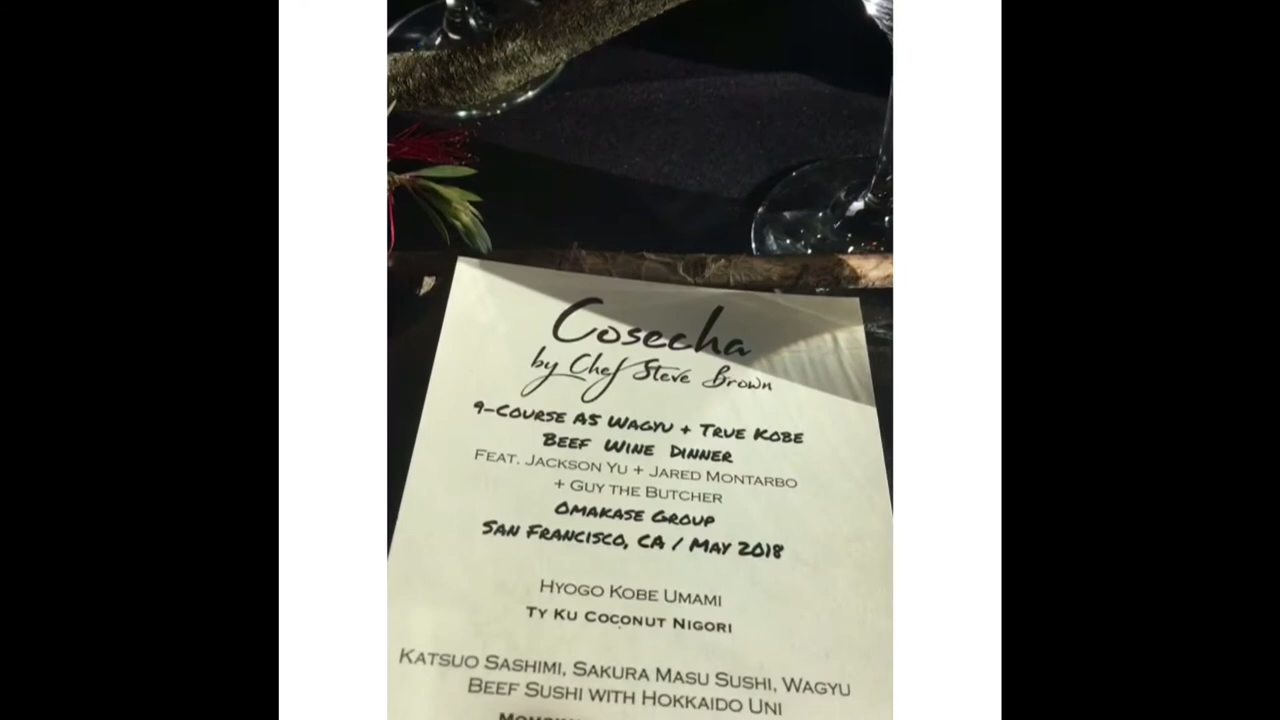 Cosecha
by Chef Steve Brown
9-Course A5 Wagyu + True Kobe
Beef Wine Dinner
Feat. Jackson Yu + Jared Montarbo
+ Guy the Butcher
Omakase Group
San Francisco, CA / May 2018
Hyogo Kobe Umami
Ty Ku Coconut Nigori
Katsuo Sashimi, Sakura Masu Sushi, Wagyu
Beef Sushi with Hokkaido Uni